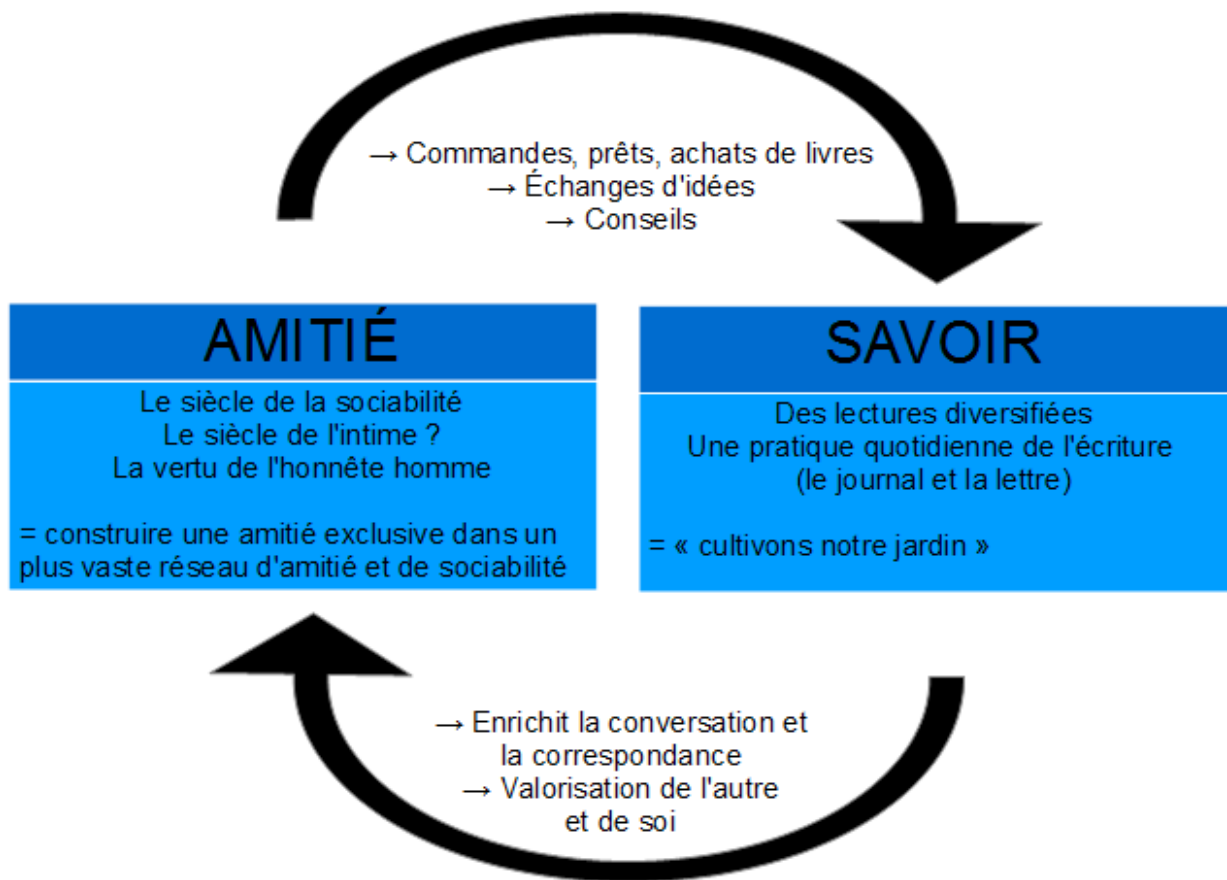 → Commandes, prêts, achats de livres
→ Échanges d'idées
→ Conseils
AMITIÉ
Le siècle de la sociabilité
Le siècle de l'intime ?
La vertu de l'honnête homme
= construire une amitié exclusive dans un
plus vaste réseau d'amitié et de sociabilité
SAVOIR
Des lectures diversifiées
Une pratique quotidienne de l'écriture
(le journal et la lettre)
= « cultivons notre jardin »
→ Enrichit la conversation et
la correspondance
→ Valorisation de l'autre
et de soi